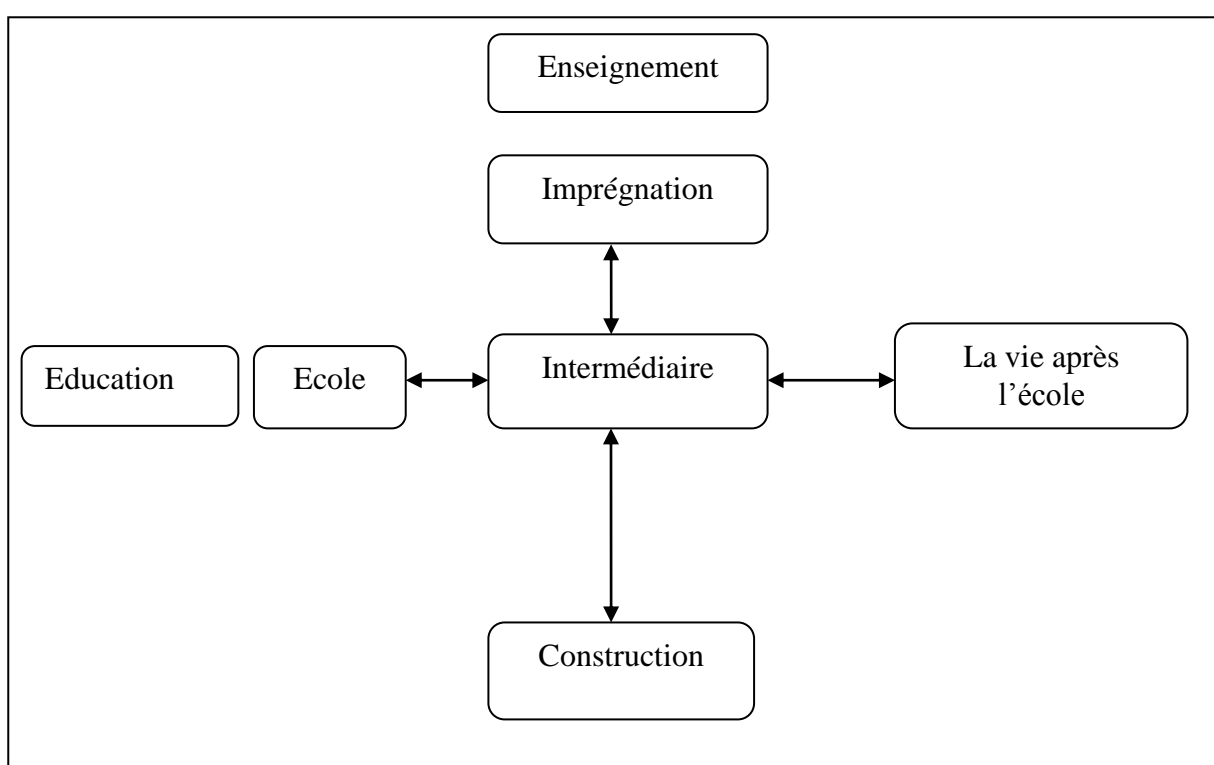 Enseignement
Imprégnation
Education
Ecole
Intermédiaire
La vie après
l’école
Construction